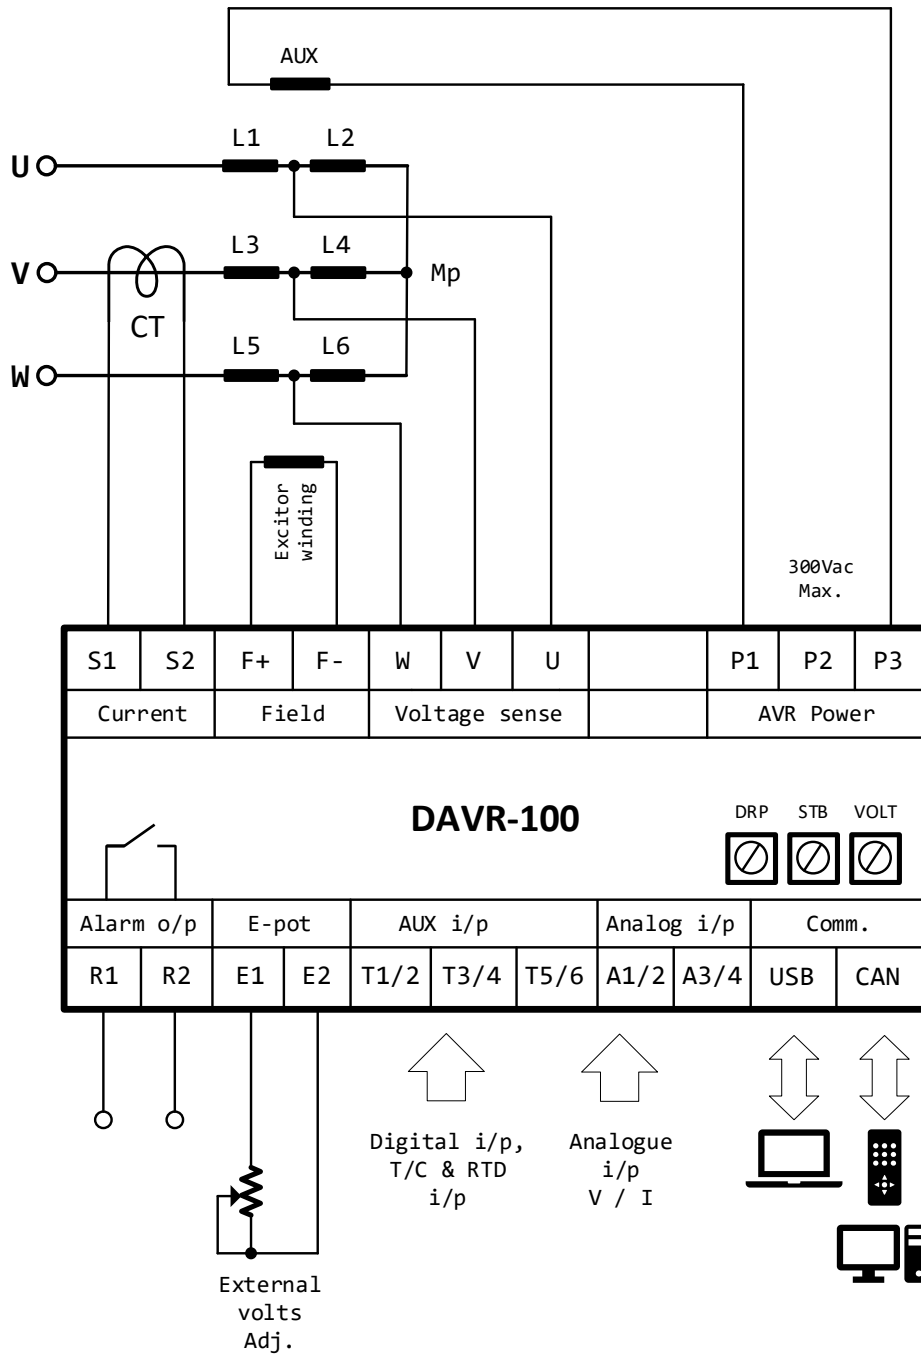 AUX
L1 L2
U
L3 L4
V
Mp
CT
L5 L6
W
Excitor
winding
300Vac
Max.
S1 S2 F+ F- W V U P1 P2 P3
Current Field Voltage sense AVR Power
DAVR-100
DRP STB VOLT
Alarm o/p E-pot AUX i/p Analog i/p Comm.
R1 R2 E1 E2 T1/2 T3/4 T5/6 A1/2 A3/4 USB CAN
Digital i/p,
T/C & RTD
i/p
Analogue
i/p
V / I
External
volts
Adj.